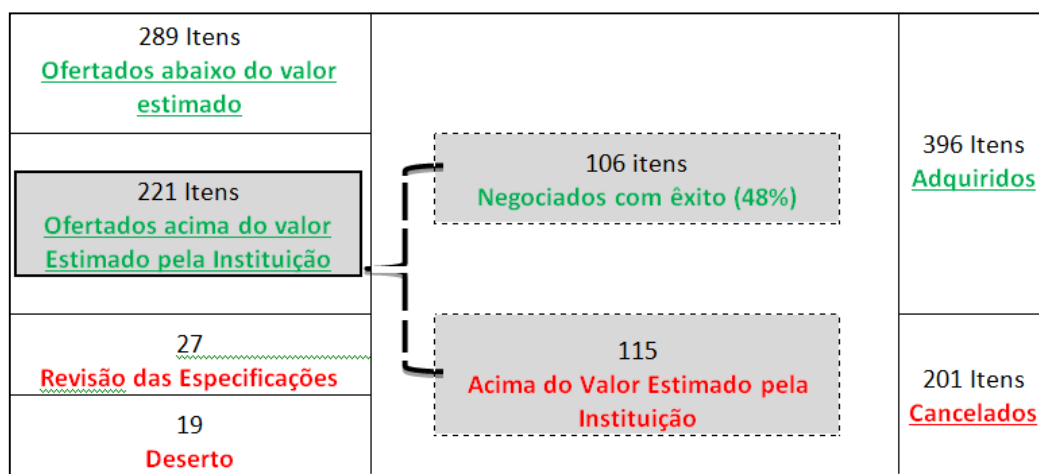 289 Itens
Ofertados abaixo do valor
estimado
221 Itens
Ofertados acima do valor
Estimado pela Instituição
27
Revisão das Especificações
19
Deserto
106 itens
Negociados com êxito (48%)
115
Acima do Valor Estimado pela
Instituição
396 Itens
Adquiridos
201 Itens
Cancelados